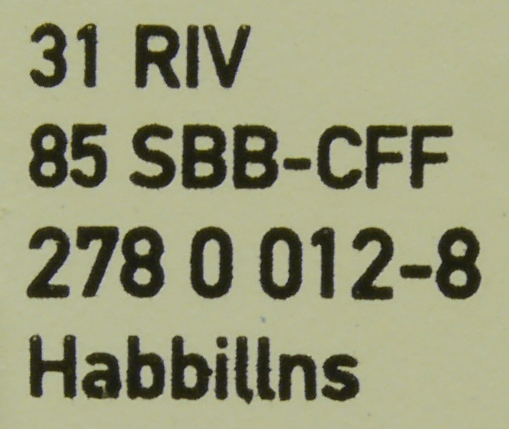 31 RIV
85 SBB-CFF
278 0 012-8
Habbillns